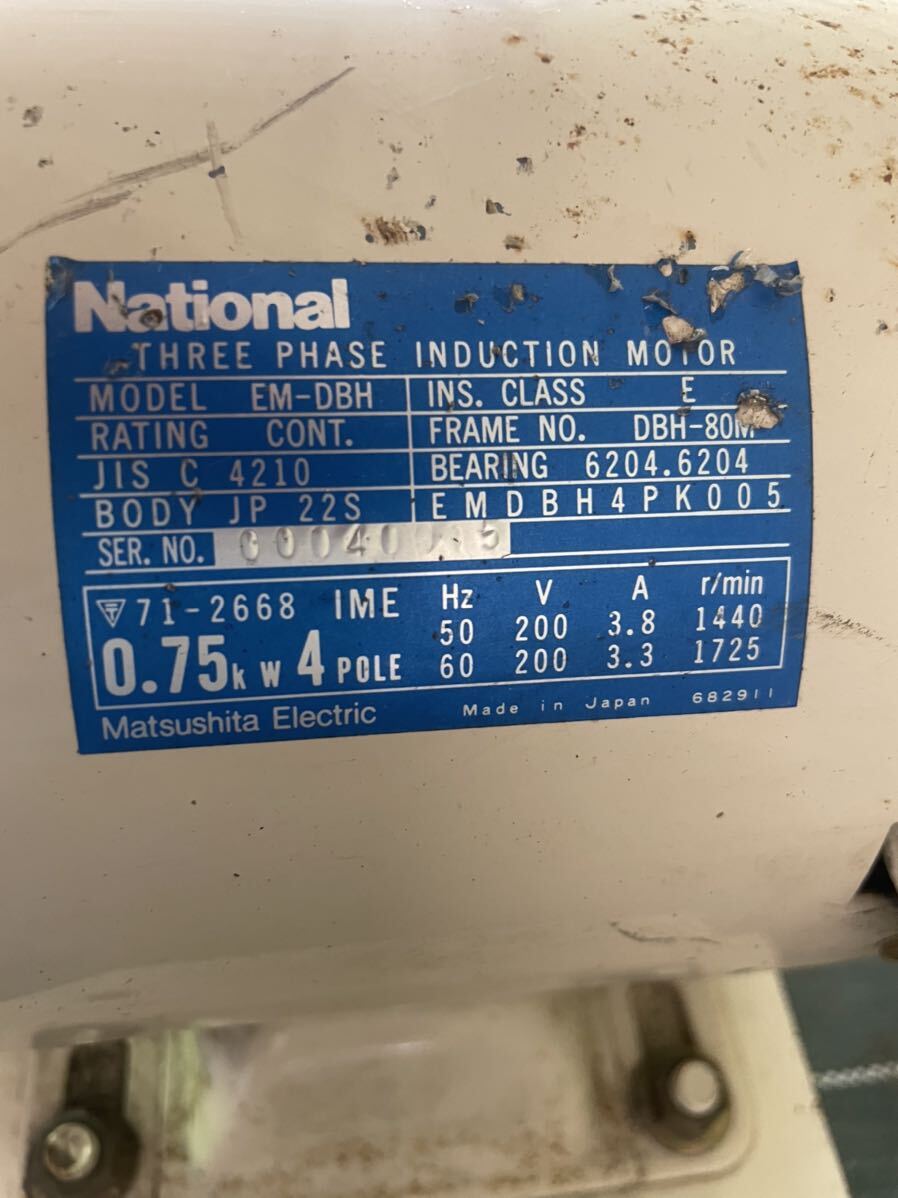 National
THREE PHASE INDUCTION MOTOR
MODEL EM-DBH INS. CLASS E
RATING CONT. FRAME NO. DBH-80M
JIS C 4210 BEARING 6204.6204
BODY JP 22S EMDBH4PK005
SER. NO.
71-2668 IME Hz V A r/min
50 200 3.8 1440
0.75kW 4 POLE 60 200 3.3 1725
Matsushita Electric Made in Japan 682911